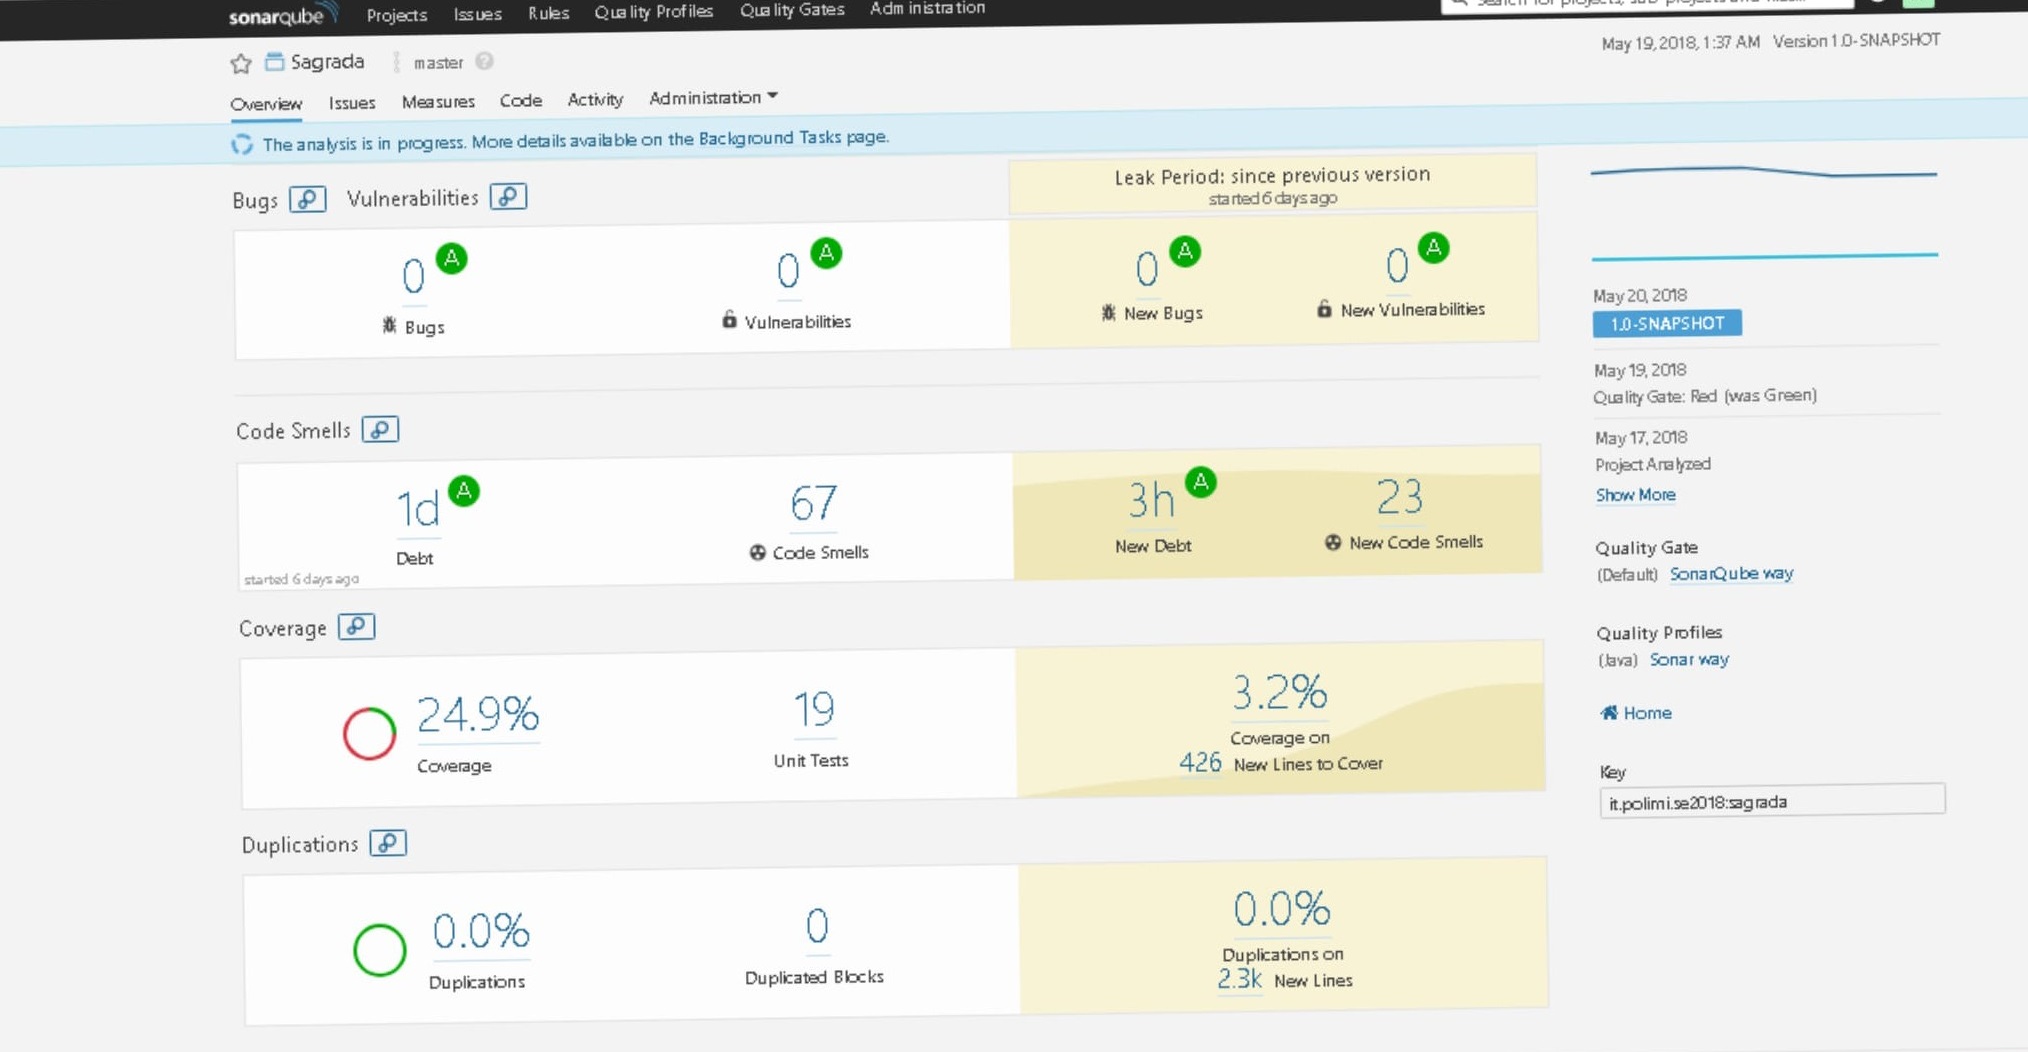 sonarqube Projects Issues Rules Quality Profiles Quality Gates Administration
Sagrada master ?
May 19, 2018, 1:37 AM Version 1.0-SNAPSHOT
Overview Issues Measures Code Activity Administration
The analysis is in progress. More details available on the Background Tasks page.
Bugs Vulnerabilities
Leak Period: since previous version
started 6 days ago
0 A
Bugs
0 A
Vulnerabilities
0 A
New Bugs
0 A
New Vulnerabilities
Code Smells
1d A
Debt
started 6 days ago
67
Code Smells
3h A
New Debt
23
New Code Smells
Coverage
24.9%
Coverage
19
Unit Tests
3.2%
Coverage on
426 New Lines to Cover
Duplications
0.0%
Duplications
0
Duplicated Blocks
0.0%
Duplications on
2.3k New Lines
May 20, 2018
1.0-SNAPSHOT
May 19, 2018
Quality Gate: Red (was Green)
May 17, 2018
Project Analyzed
Show More
Quality Gate
(Default) SonarQube way
Quality Profiles
(Java) Sonar way
Home
Key
it.polimi.se2018:sagrada